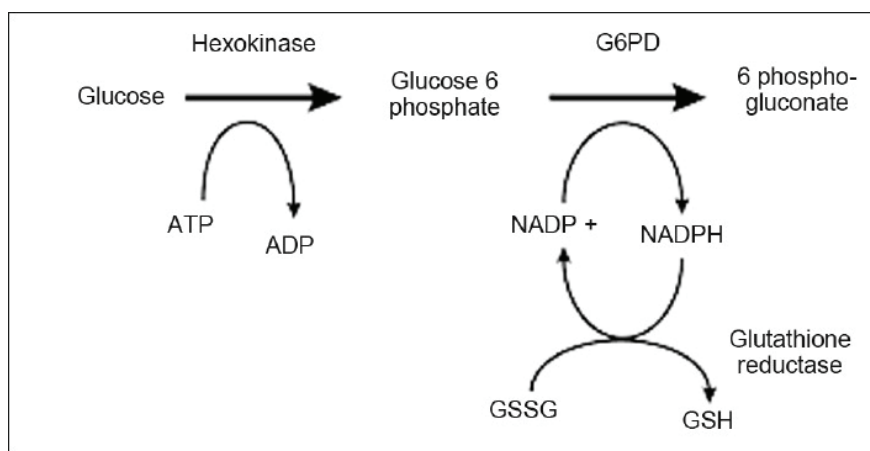 Hexokinase
G6PD
Glucose
Glucose 6
phosphate
6 phospho-
gluconate
ATP
ADP
NADP +
NADPH
Glutathione
reductase
GSSG
GSH